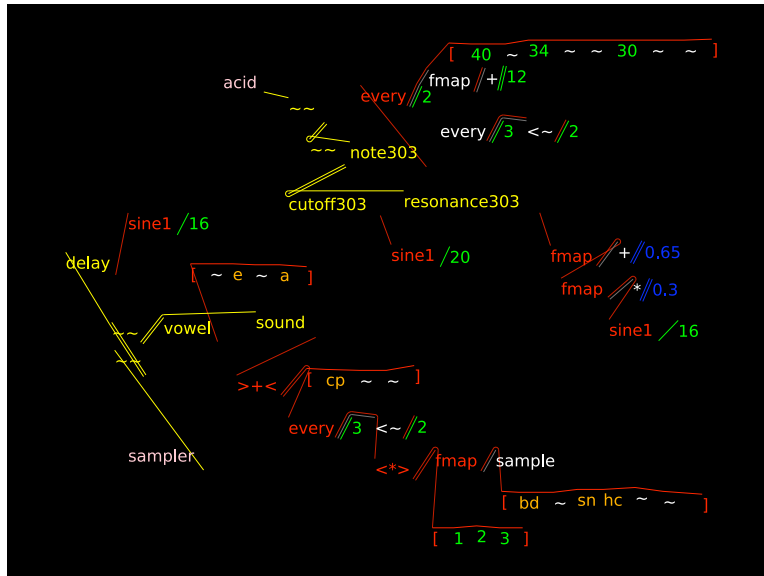 [ 40 ~ 34 ~ ~ 30 ~ ~ ]
acid
every 2 fmap + 12
~~
every 3 <~ 2
~~ note303
cutoff303 resonance303
sine1 16
sine1 20
fmap + 0.65
delay
[ ~ e ~ a ]
fmap * 0.3
~~ vowel sound
sine1 16
~~
>+< [ cp ~ ~ ]
every 3 <~ 2
sampler
<*> fmap sample
[ bd ~ sn hc ~ ~ ]
[ 1 2 3 ]